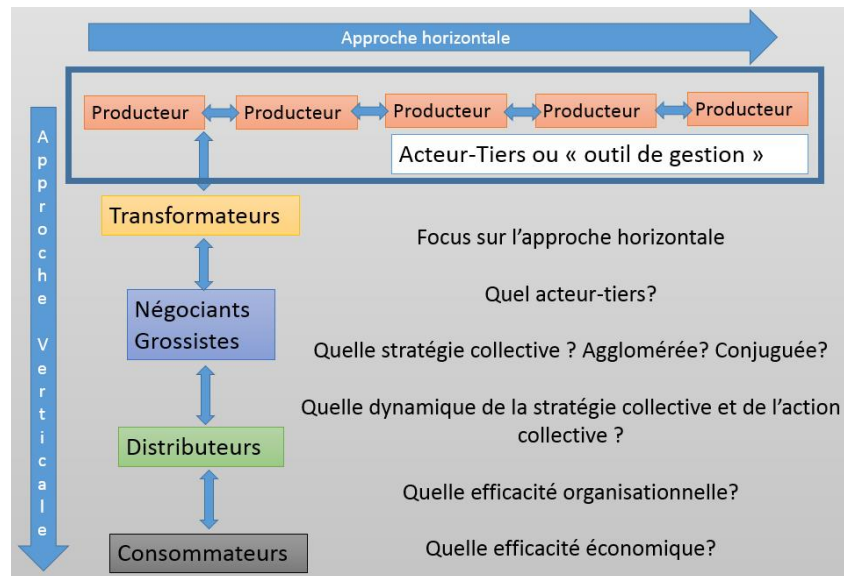 Approche horizontale
Producteur Producteur Producteur Producteur Producteur
Acteur-Tiers ou « outil de gestion »
Approche Verticale
Transformateurs
Focus sur l'approche horizontale
Quel acteur-tiers?
Négociants
Grossistes
Quelle stratégie collective ? Agglomérée? Conjuguée?
Quelle dynamique de la stratégie collective et de l'action
collective ?
Distributeurs
Quelle efficacité organisationnelle?
Consommateurs
Quelle efficacité économique?